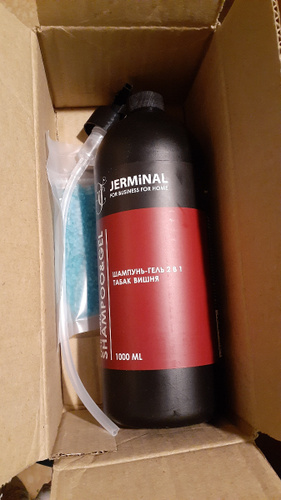 JERMiNAL
FOR BUSINESS FOR HOME
SHAMPOO&GEL
ШАМПУНЬ-ГЕЛЬ 2 В 1
ТАБАК ВИШНЯ
1000 ML